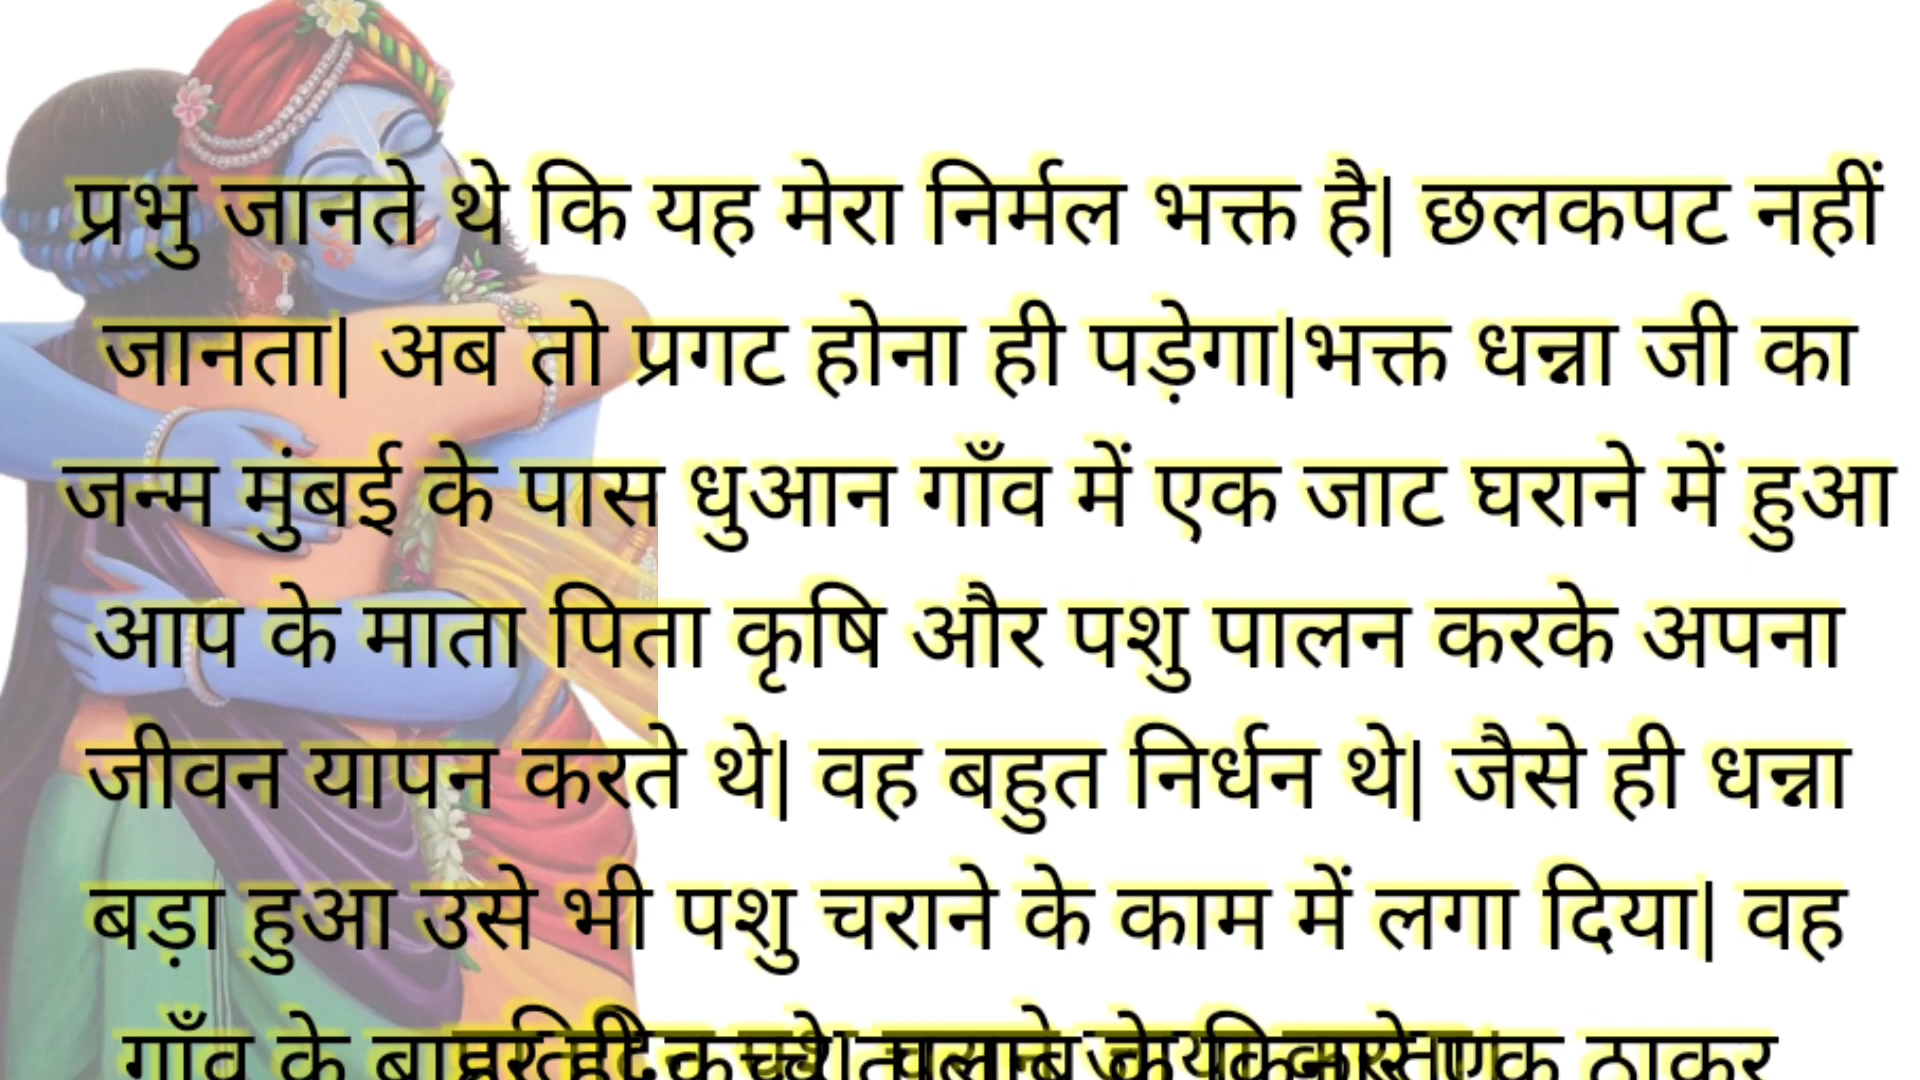 प्रभु जानते थे कि यह मेरा निर्मल भक्त है| छलकपट नहीं
जानता| अब तो प्रगट होना ही पड़ेगा|भक्त धन्ना जी का
जन्म मुंबई के पास धुआन गाँव में एक जाट घराने में हुआ
आप के माता पिता कृषि और पशु पालन करके अपना
जीवन यापन करते थे| वह बहुत निर्धन थे| जैसे ही धन्ना
बड़ा हुआ उसे भी पशु चराने के काम में लगा दिया| वह
गाँव के एक ठाकुर